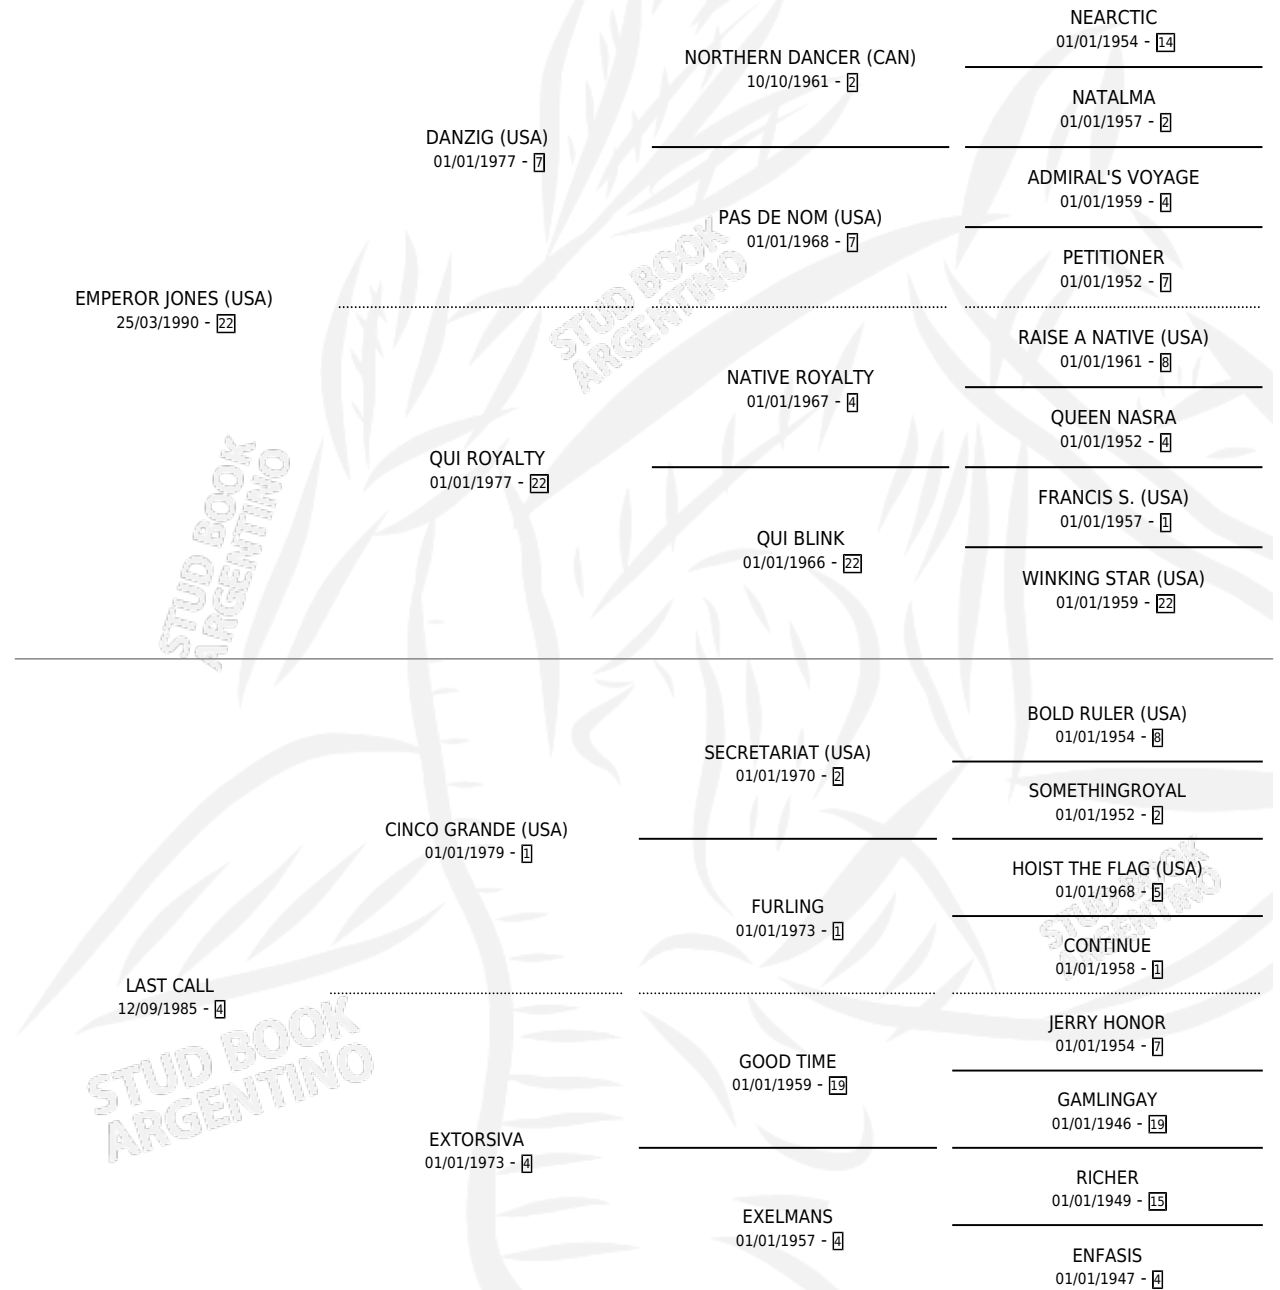 NEARCTIC
01/01/1954 - 14
NORTHERN DANCER (CAN)
10/10/1961 - 2
NATALMA
01/01/1957 - 2
DANZIG (USA)
01/01/1977 - 7
ADMIRAL'S VOYAGE
01/01/1959 - 4
PAS DE NOM (USA)
01/01/1968 - 7
PETITIONER
01/01/1952 - 7
EMPEROR JONES (USA)
25/03/1990 - 22
STUD BOOK
ARGENTINO
RAISE A NATIVE (USA)
01/01/1961 - 8
NATIVE ROYALTY
01/01/1967 - 4
QUEEN NASRA
01/01/1952 - 4
QUI ROYALTY
01/01/1977 - 22
FRANCIS S. (USA)
01/01/1957 - 1
QUI BLINK
01/01/1966 - 22
WINKING STAR (USA)
01/01/1959 - 22
STUD BOOK
ARGENTINO
BOLD RULER (USA)
01/01/1954 - 8
SECRETARIAT (USA)
01/01/1970 - 2
SOMETHINGROYAL
01/01/1952 - 2
CINCO GRANDE (USA)
01/01/1979 - 1
HOIST THE FLAG (USA)
01/01/1968 - 5
FURLING
01/01/1973 - 1
STUD BOOK
ARGENTINO
CONTINUE
01/01/1958 - 1
LAST CALL
12/09/1985 - 4
JERRY HONOR
01/01/1954 - 7
GOOD TIME
01/01/1959 - 19
GAMLINGAY
01/01/1946 - 19
STUD BOOK
ARGENTINO
EXTORSIVA
01/01/1973 - 4
RICHER
01/01/1949 - 15
EXELMANS
01/01/1957 - 4
ENFASIS
01/01/1947 - 4